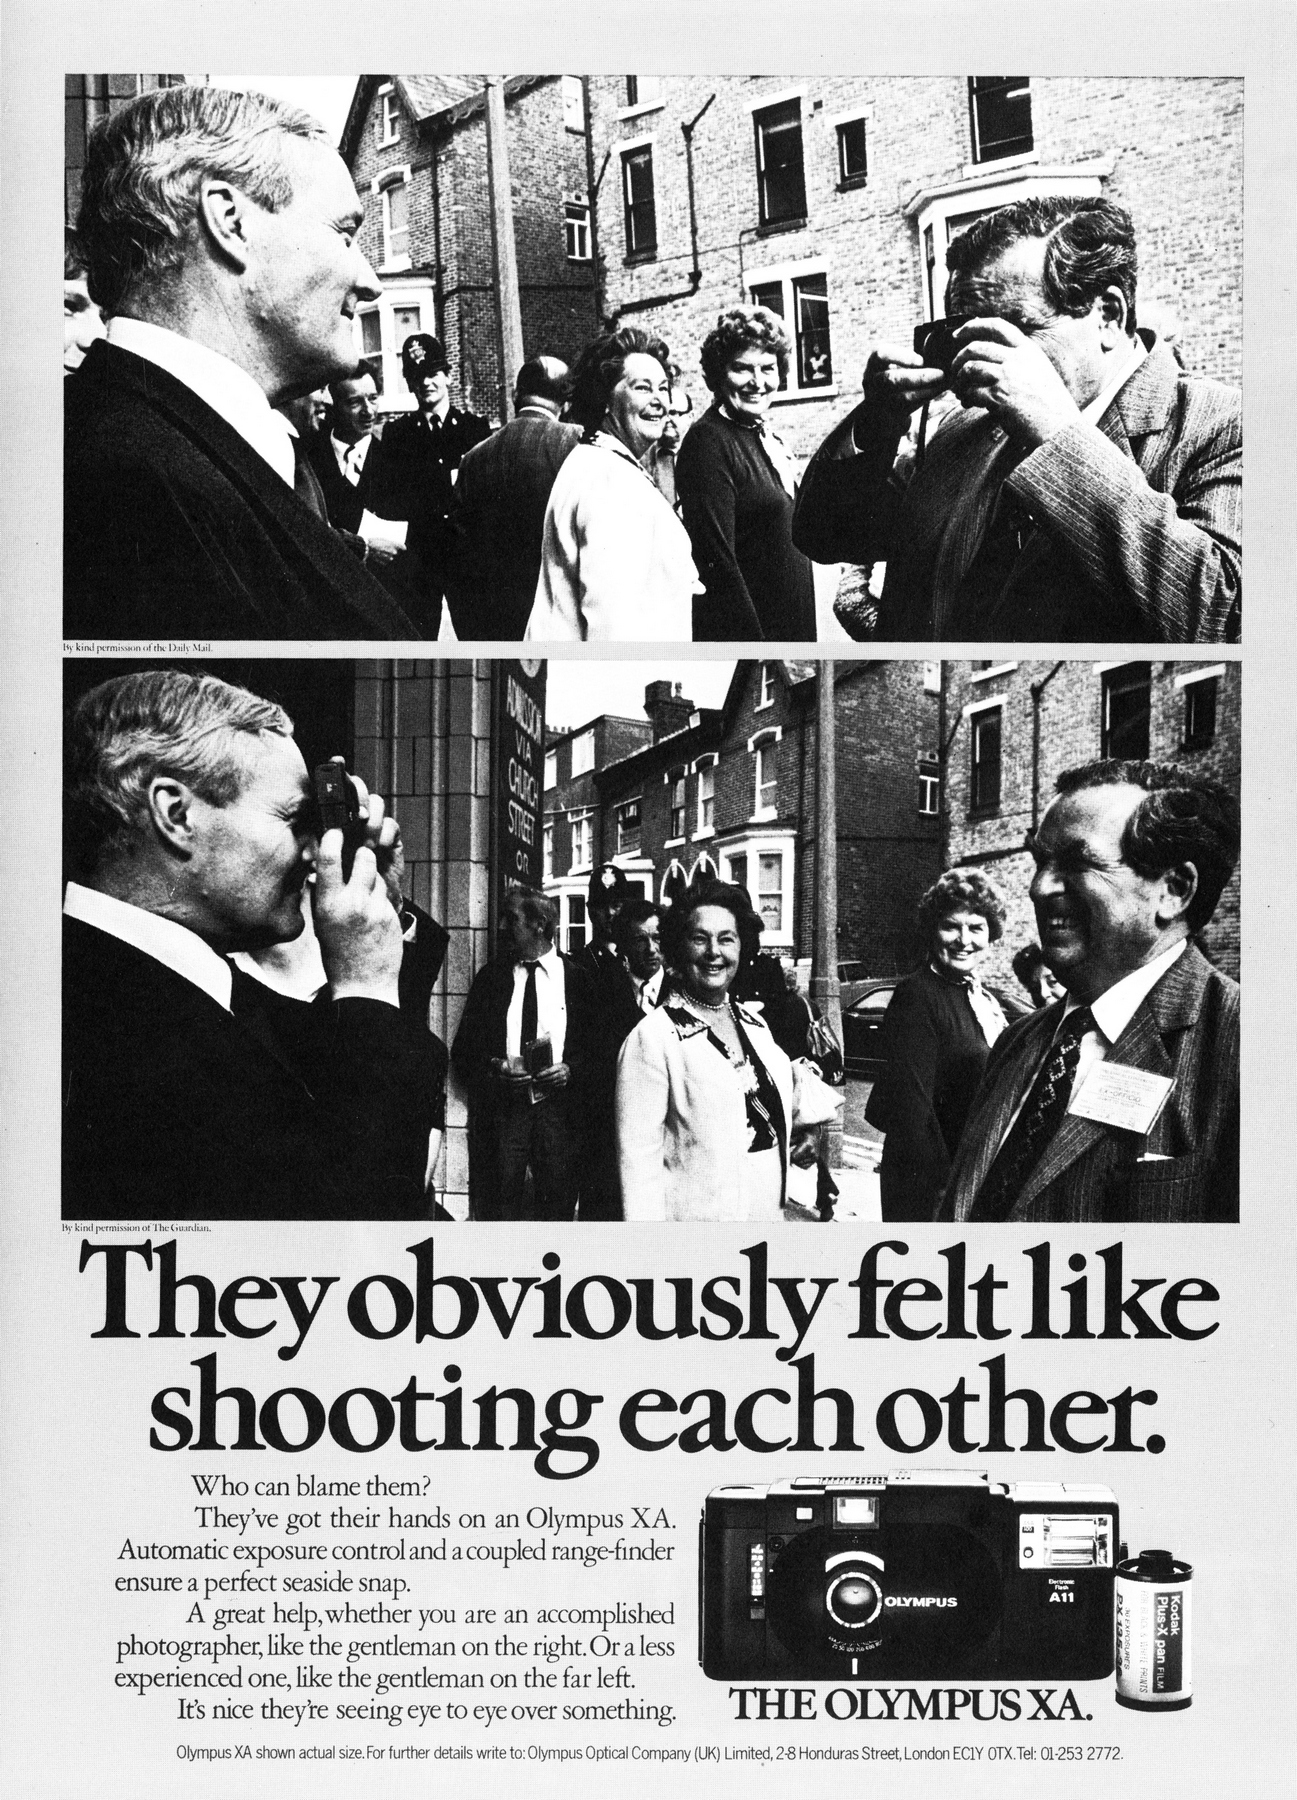 By kind permission of the Daily Mail.
ADMISSION
VIA
CHURCH
STREET
OR
By kind permission of The Guardian.
They obviously felt like
shooting each other.
Who can blame them?
They've got their hands on an Olympus XA.
Automatic exposure control and a coupled range-finder
ensure a perfect seaside snap.
A great help, whether you are an accomplished
photographer, like the gentleman on the right. Or a less
experienced one, like the gentleman on the far left.
It's nice they're seeing eye to eye over something.
OLYMPUS
Electronic
Flash
A11
Kodak
Plus-X pan FILM
THE OLYMPUS XA.
Olympus XA shown actual size. For further details write to: Olympus Optical Company (UK) Limited, 2-8 Honduras Street, London EC1Y 0TX. Tel: 01-253 2772.